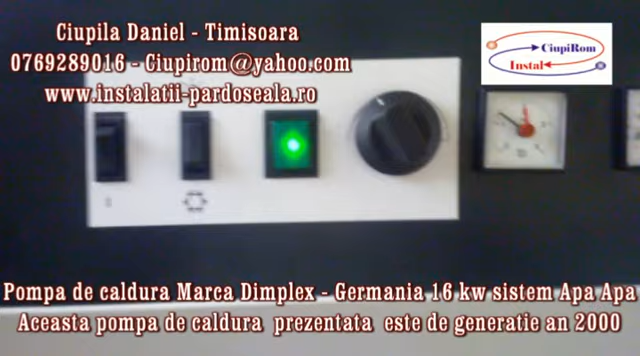 Ciupila Daniel - Timisoara
0769289016 - Ciupirom@yahoo.com
www.instalatii-pardoseala.ro
CiupiRom
Instal
Pompa de caldura Marca Dimplex - Germania 16 kw sistem Apa Apa
Aceasta pompa de caldura prezentata este de generatie an 2000